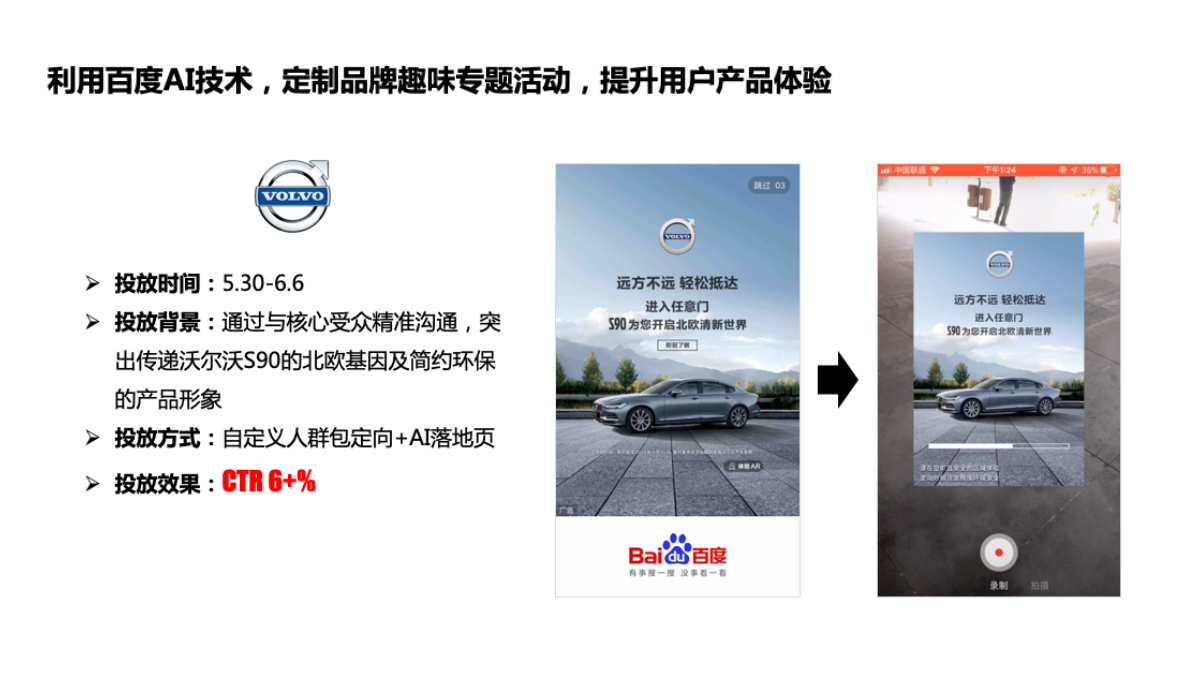 利用百度AI技术，定制品牌趣味专题活动，提升用户产品体验
VOLVO
➢ 投放时间：5.30-6.6
➢ 投放背景：通过与核心受众精准沟通，突
出传递沃尔沃S90的北欧基因及简约环保
的产品形象
➢ 投放方式：自定义人群包定向+AI落地页
➢ 投放效果：CTR 6+%
跳过 03
VOLVO
远方不远 轻松抵达
进入任意门
S90为您开启北欧清新世界
即刻了解
体验AR
广告
Bai du 百度
有事搜一搜 没事看一看
中国联通 下午1:24 35%
VOLVO
远方不远 轻松抵达
进入任意门
S90为您开启北欧清新世界
录制 拍摄